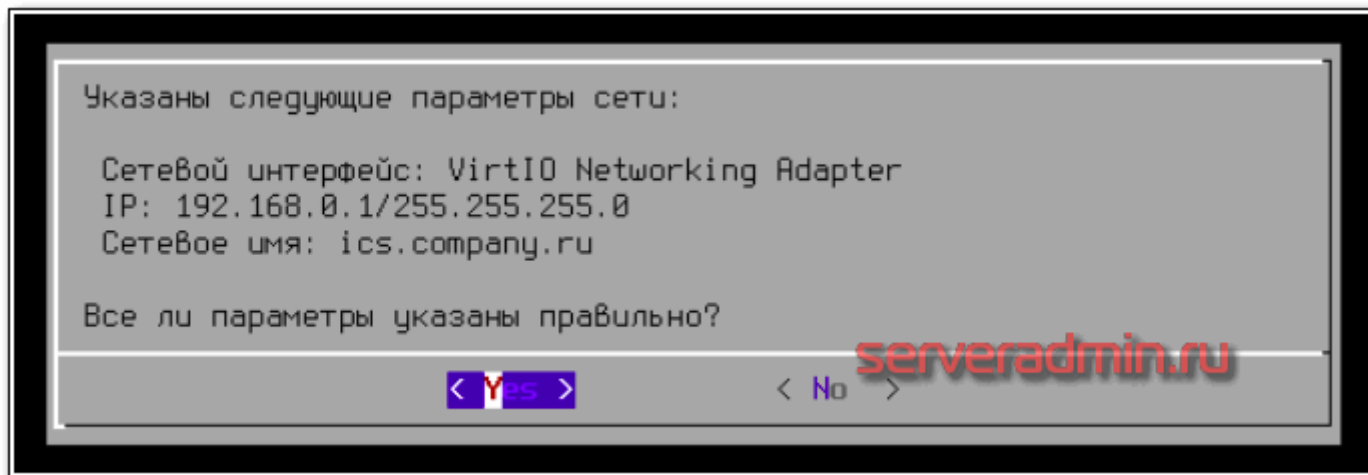 Указаны следующие параметры сети:
Сетевой интерфейс: VirtIO Networking Adapter
IP: 192.168.0.1/255.255.255.0
Сетевое имя: ics.company.ru
Все ли параметры указаны правильно?
serveradmin.ru
< Yes > < No >